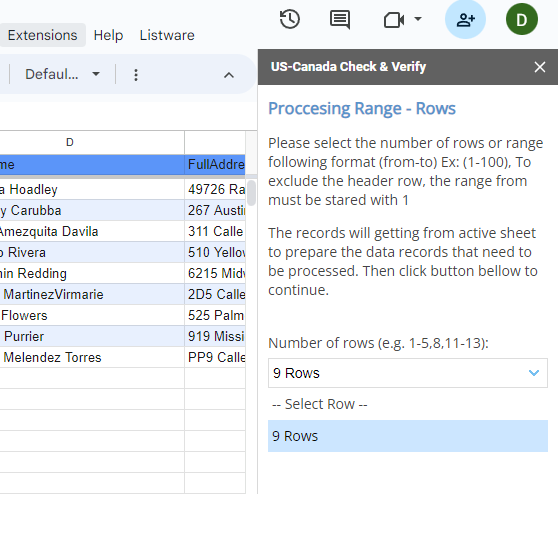 Extensions Help Listware
D
Defaul...
US-Canada Check & Verify
D
me FullAddre
a Hoadley 49726 Ra
y Carubba 267 Austi
Amezquita Davila 311 Calle
o Rivera 510 Yellov
nin Redding 6215 Midv
MartinezVirmarie 2D5 Calle
Flowers 525 Palm
Purrier 919 Missi
Melendez Torres PP9 Calle
Proccesing Range - Rows
Please select the number of rows or range
following format (from-to) Ex: (1-100), To
exclude the header row, the range from
must be stared with 1
The records will getting from active sheet
to prepare the data records that need to
be processed. Then click button bellow to
continue.
Number of rows (e.g. 1-5,8,11-13):
9 Rows
-- Select Row --
9 Rows